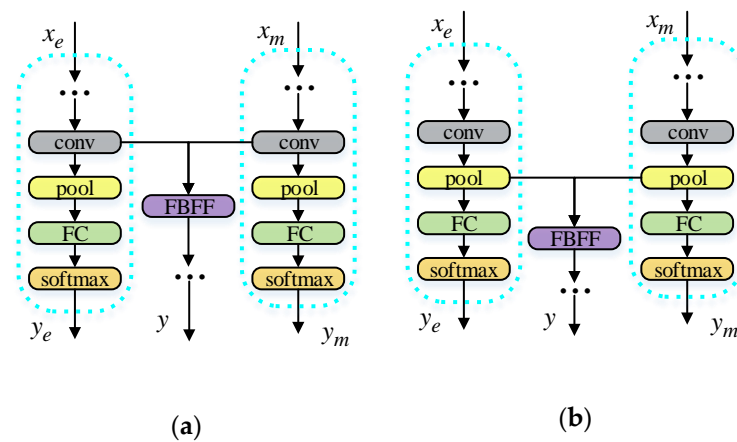 x_e
x_m
...
...
conv
conv
pool
pool
FBFF
FC
FC
...
softmax
softmax
y_e
y
y_m
(a)
x_e
x_m
...
...
conv
conv
pool
pool
FC
FC
FBFF
softmax
softmax
...
y_e
y
y_m
(b)